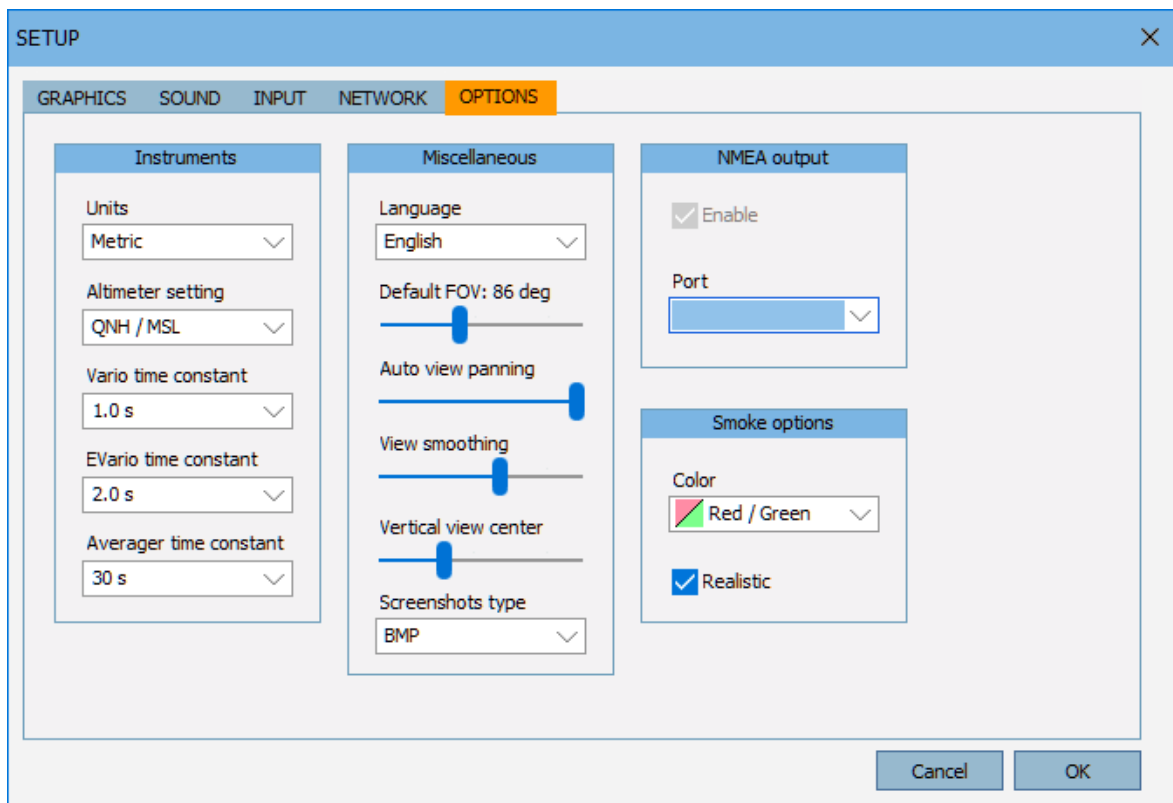 SETUP
GRAPHICS SOUND INPUT NETWORK OPTIONS
Instruments
Units
Metric
Altimeter setting
QNH / MSL
Vario time constant
1.0 s
EVario time constant
2.0 s
Averager time constant
30 s
Miscellaneous
Language
English
Default FOV: 86 deg
Auto view panning
View smoothing
Vertical view center
Screenshots type
BMP
NMEA output
Enable
Port
Smoke options
Color
Red / Green
Realistic
Cancel OK